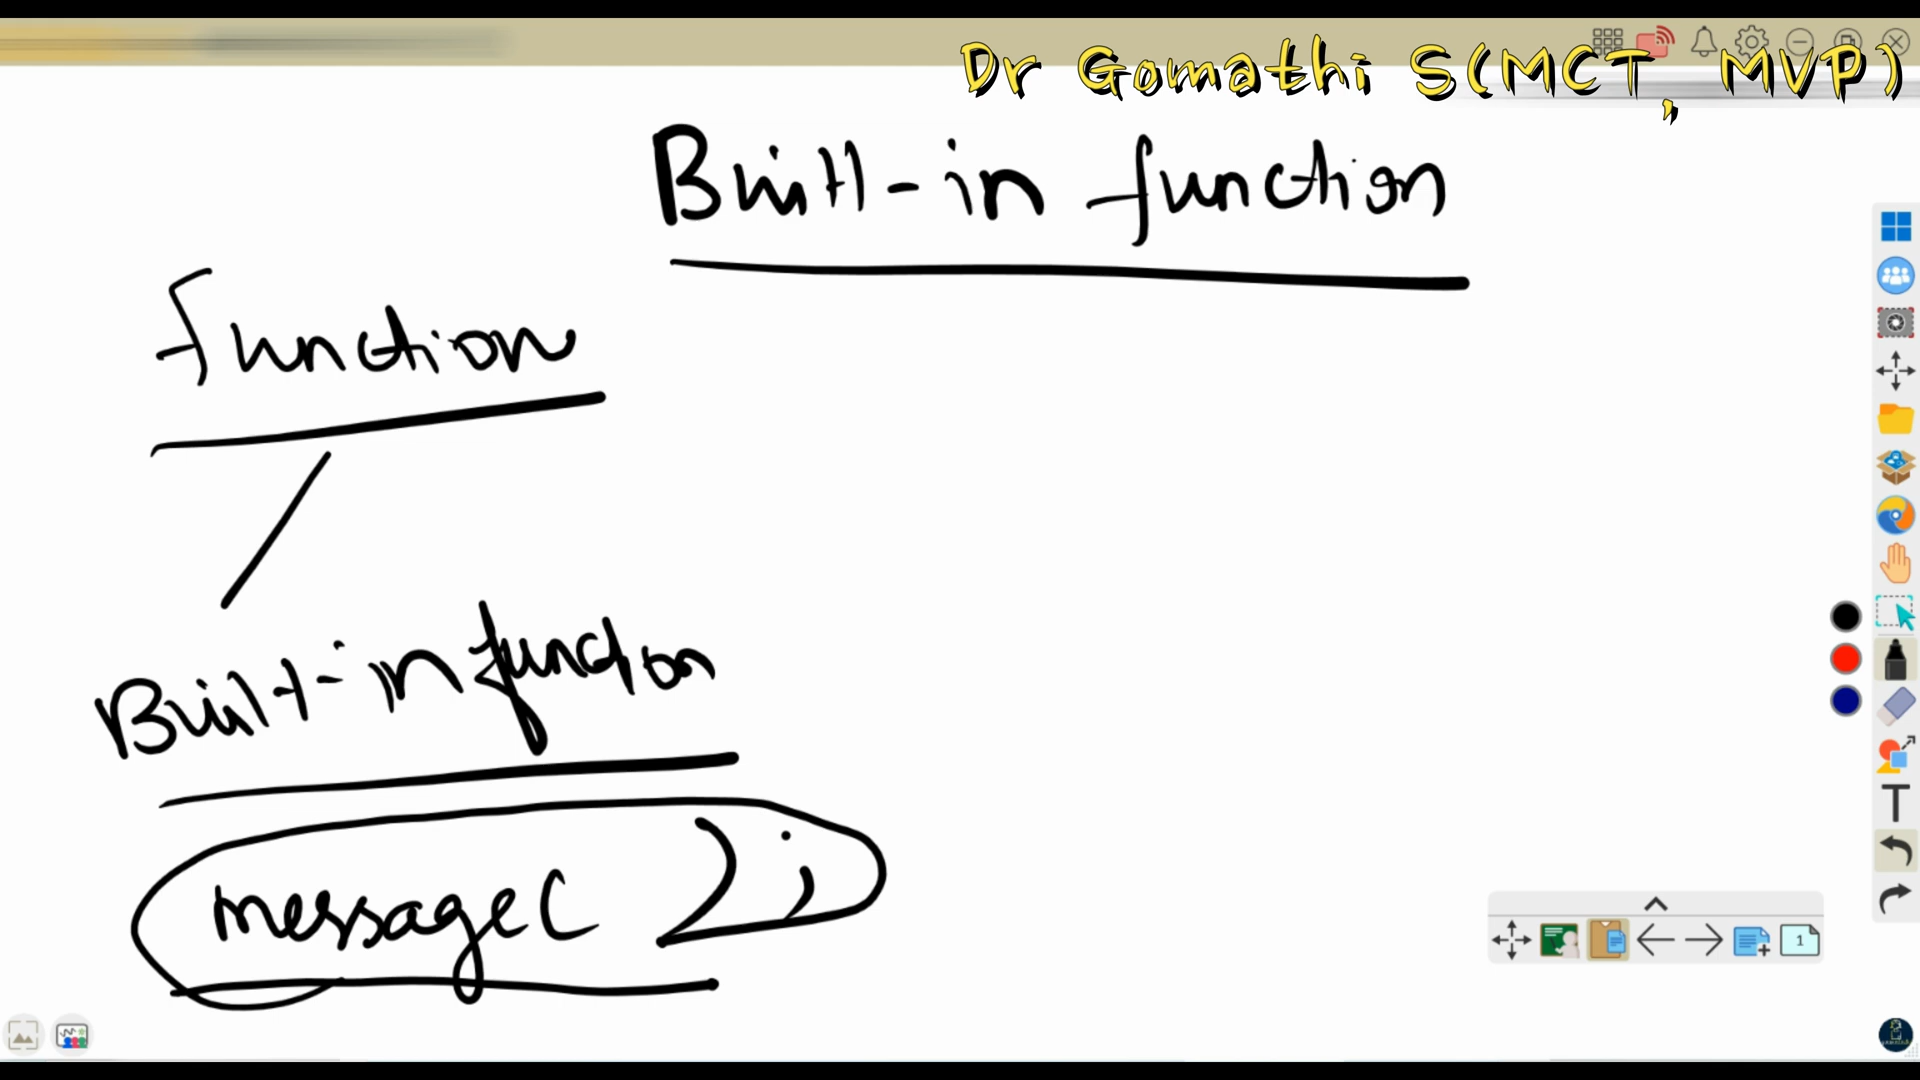 Dr Gomathi S(MCT, MVP)
Built-in function
function
Built-in function
message( );
1